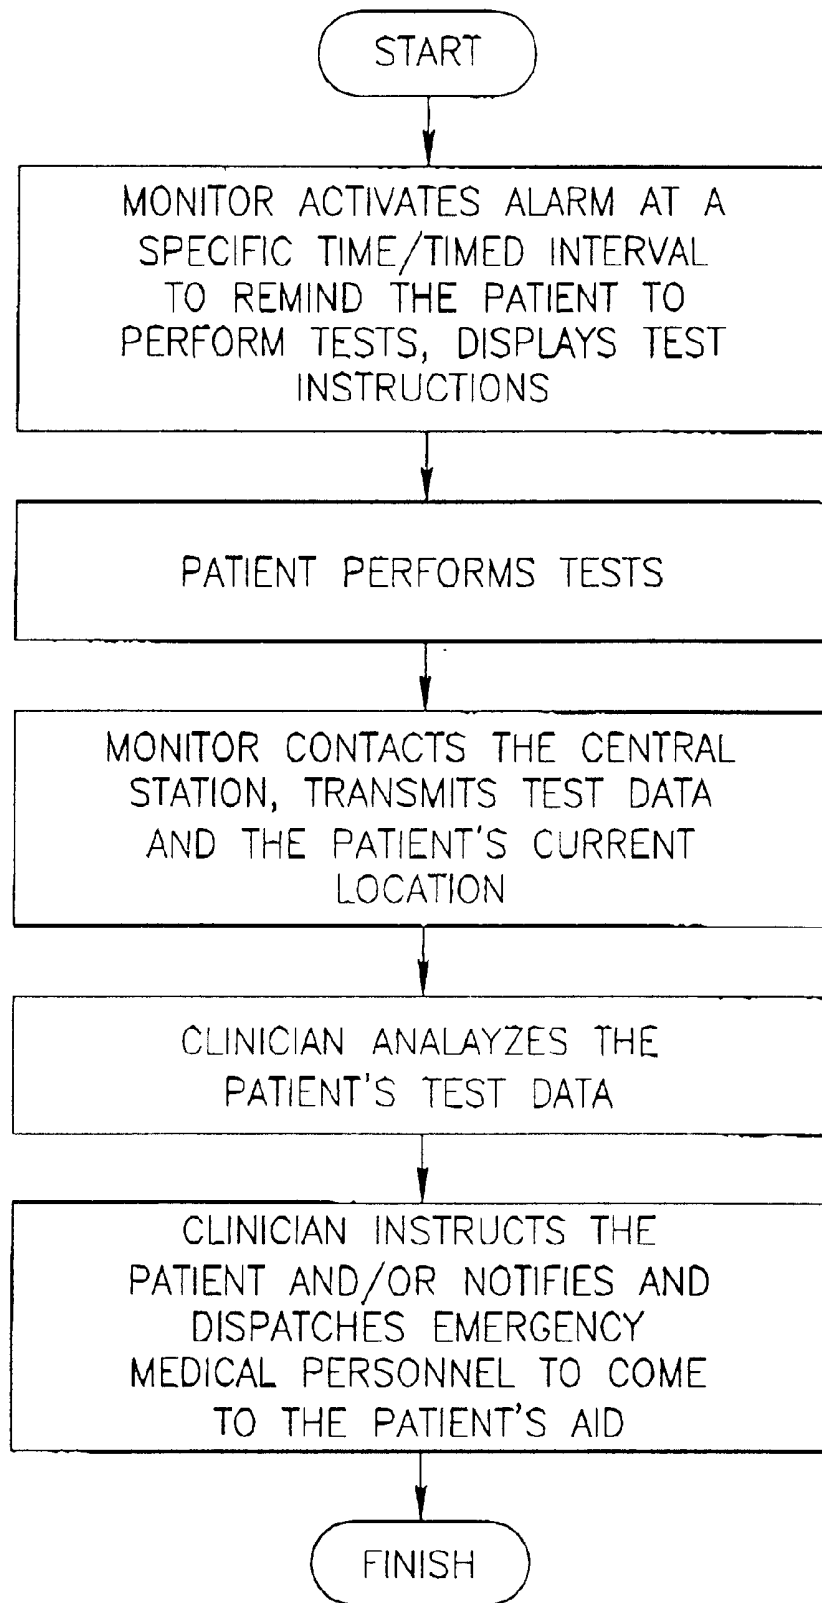 START
MONITOR ACTIVATES ALARM AT A
SPECIFIC TIME/TIMED INTERVAL
TO REMIND THE PATIENT TO
PERFORM TESTS, DISPLAYS TEST
INSTRUCTIONS
PATIENT PERFORMS TESTS
MONITOR CONTACTS THE CENTRAL
STATION, TRANSMITS TEST DATA
AND THE PATIENT'S CURRENT
LOCATION
CLINICIAN ANALAYZES THE
PATIENT'S TEST DATA
CLINICIAN INSTRUCTS THE
PATIENT AND/OR NOTIFIES AND
DISPATCHES EMERGENCY
MEDICAL PERSONNEL TO COME
TO THE PATIENT'S AID
FINISH